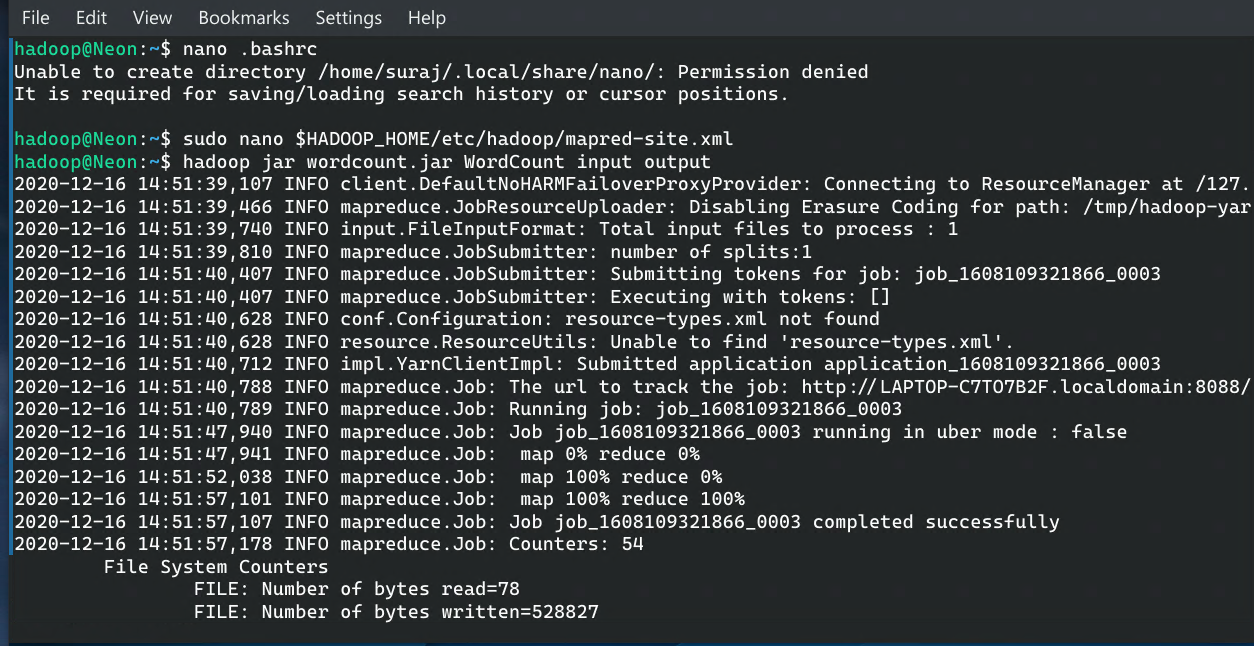 File Edit View Bookmarks Settings Help
hadoop@Neon:~$ nano .bashrc
Unable to create directory /home/suraj/.local/share/nano/: Permission denied
It is required for saving/loading search history or cursor positions.
hadoop@Neon:~$ sudo nano $HADOOP_HOME/etc/hadoop/mapred-site.xml
hadoop@Neon:~$ hadoop jar wordcount.jar WordCount input output
2020-12-16 14:51:39,107 INFO client.DefaultNoHARMFailoverProxyProvider: Connecting to ResourceManager at /127.
2020-12-16 14:51:39,466 INFO mapreduce.JobResourceUploader: Disabling Erasure Coding for path: /tmp/hadoop-yar
2020-12-16 14:51:39,740 INFO input.FileInputFormat: Total input files to process : 1
2020-12-16 14:51:39,810 INFO mapreduce.JobSubmitter: number of splits:1
2020-12-16 14:51:40,407 INFO mapreduce.JobSubmitter: Submitting tokens for job: job_1608109321866_0003
2020-12-16 14:51:40,407 INFO mapreduce.JobSubmitter: Executing with tokens: []
2020-12-16 14:51:40,628 INFO conf.Configuration: resource-types.xml not found
2020-12-16 14:51:40,628 INFO resource.ResourceUtils: Unable to find 'resource-types.xml'.
2020-12-16 14:51:40,712 INFO impl.YarnClientImpl: Submitted application application_1608109321866_0003
2020-12-16 14:51:40,788 INFO mapreduce.Job: The url to track the job: http://LAPTOP-C7TO7B2F.localdomain:8088/
2020-12-16 14:51:40,789 INFO mapreduce.Job: Running job: job_1608109321866_0003
2020-12-16 14:51:47,940 INFO mapreduce.Job: Job job_1608109321866_0003 running in uber mode : false
2020-12-16 14:51:47,941 INFO mapreduce.Job:  map 0% reduce 0%
2020-12-16 14:51:52,038 INFO mapreduce.Job:  map 100% reduce 0%
2020-12-16 14:51:57,101 INFO mapreduce.Job:  map 100% reduce 100%
2020-12-16 14:51:57,107 INFO mapreduce.Job: Job job_1608109321866_0003 completed successfully
2020-12-16 14:51:57,178 INFO mapreduce.Job: Counters: 54
File System Counters
FILE: Number of bytes read=78
FILE: Number of bytes written=528827